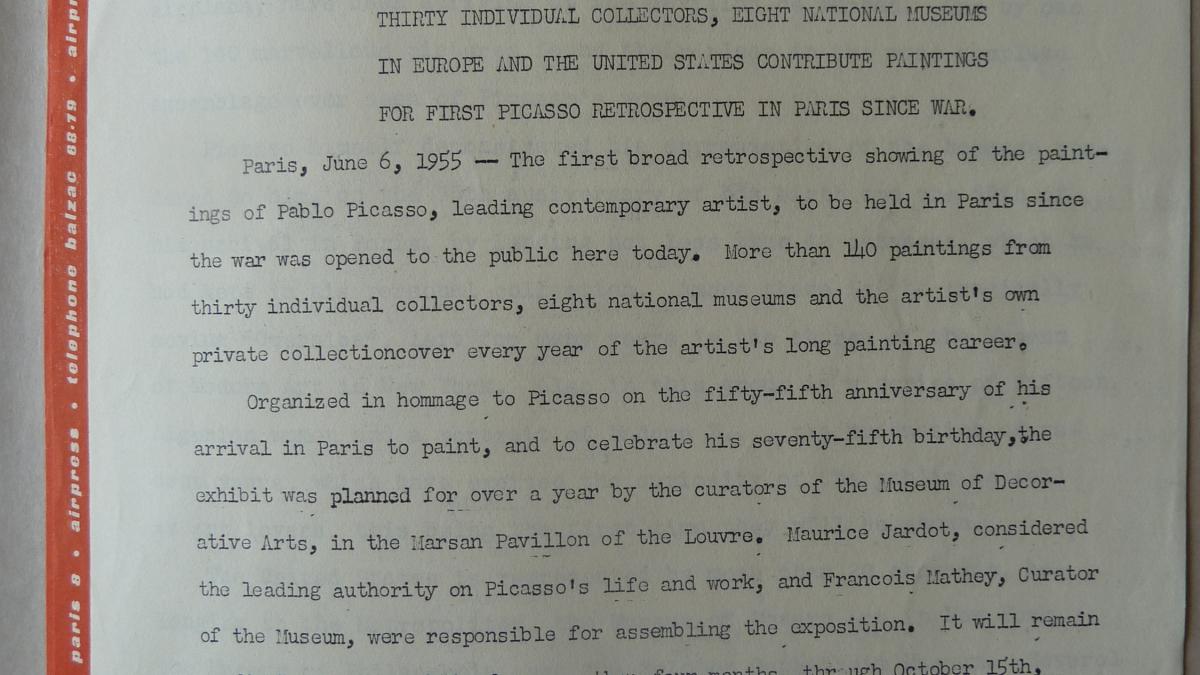 THIRTY INDIVIDUAL COLLECTORS, EIGHT NATIONAL MUSEUMS
IN EUROPE AND THE UNITED STATES CONTRIBUTE PAINTINGS
FOR FIRST PICASSO RETROSPECTIVE IN PARIS SINCE WAR.
Paris, June 6, 1955 — The first broad retrospective showing of the paint-
ings of Pablo Picasso, leading contemporary artist, to be held in Paris since
the war was opened to the public here today. More than 140 paintings from
thirty individual collectors, eight national museums and the artist's own
private collectioncover every year of the artist's long painting career.
Organized in hommage to Picasso on the fifty-fifth anniversary of his
arrival in Paris to paint, and to celebrate his seventy-fifth birthday,the
exhibit was planned for over a year by the curators of the Museum of Decor-
ative Arts, in the Marsan Pavillon of the Louvre. Maurice Jardot, considered
the leading authority on Picasso's life and work, and Francois Mathey, Curator
of the Museum, were responsible for assembling the exposition. It will remain
four months, through October 15th,
paris 8 • airpress • telephone balzac 68-79 • airpr